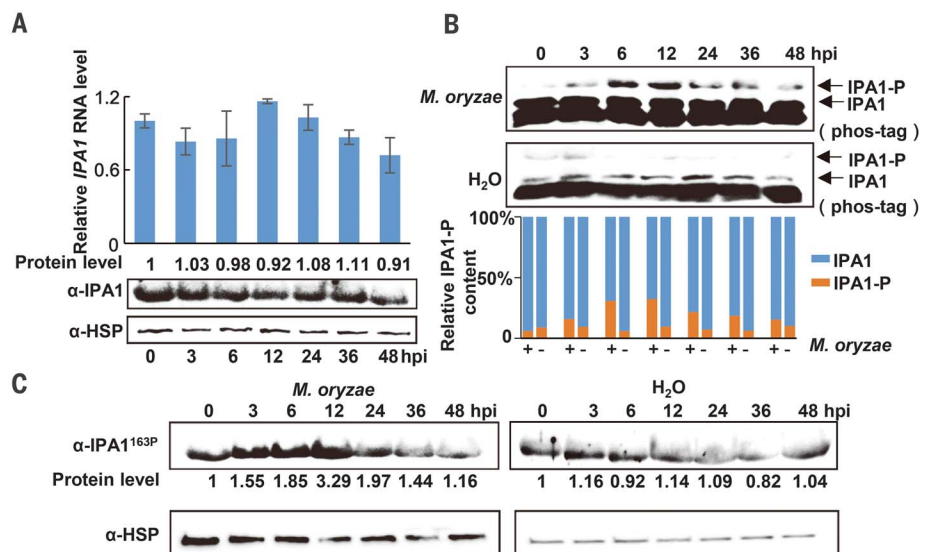 A
Relative IPA1 RNA level
1.2
0.6
0
Protein level 1 1.03 0.98 0.92 1.08 1.11 0.91
α-IPA1
α-HSP
0 3 6 12 24 36 48 hpi
B
0 3 6 12 24 36 48 hpi
M. oryzae
IPA1-P
IPA1
( phos-tag )
H₂O
IPA1-P
IPA1
( phos-tag )
Relative IPA1-P
content
100%
50%
0
IPA1
IPA1-P
+ - + - + - + - + - + - + - M. oryzae
C
M. oryzae
0 3 6 12 24 36 48 hpi
α-IPA1¹⁶³ᴾ
Protein level 1 1.55 1.85 3.29 1.97 1.44 1.16
α-HSP
H₂O
0 3 6 12 24 36 48 hpi
1 1.16 0.92 1.14 1.09 0.82 1.04